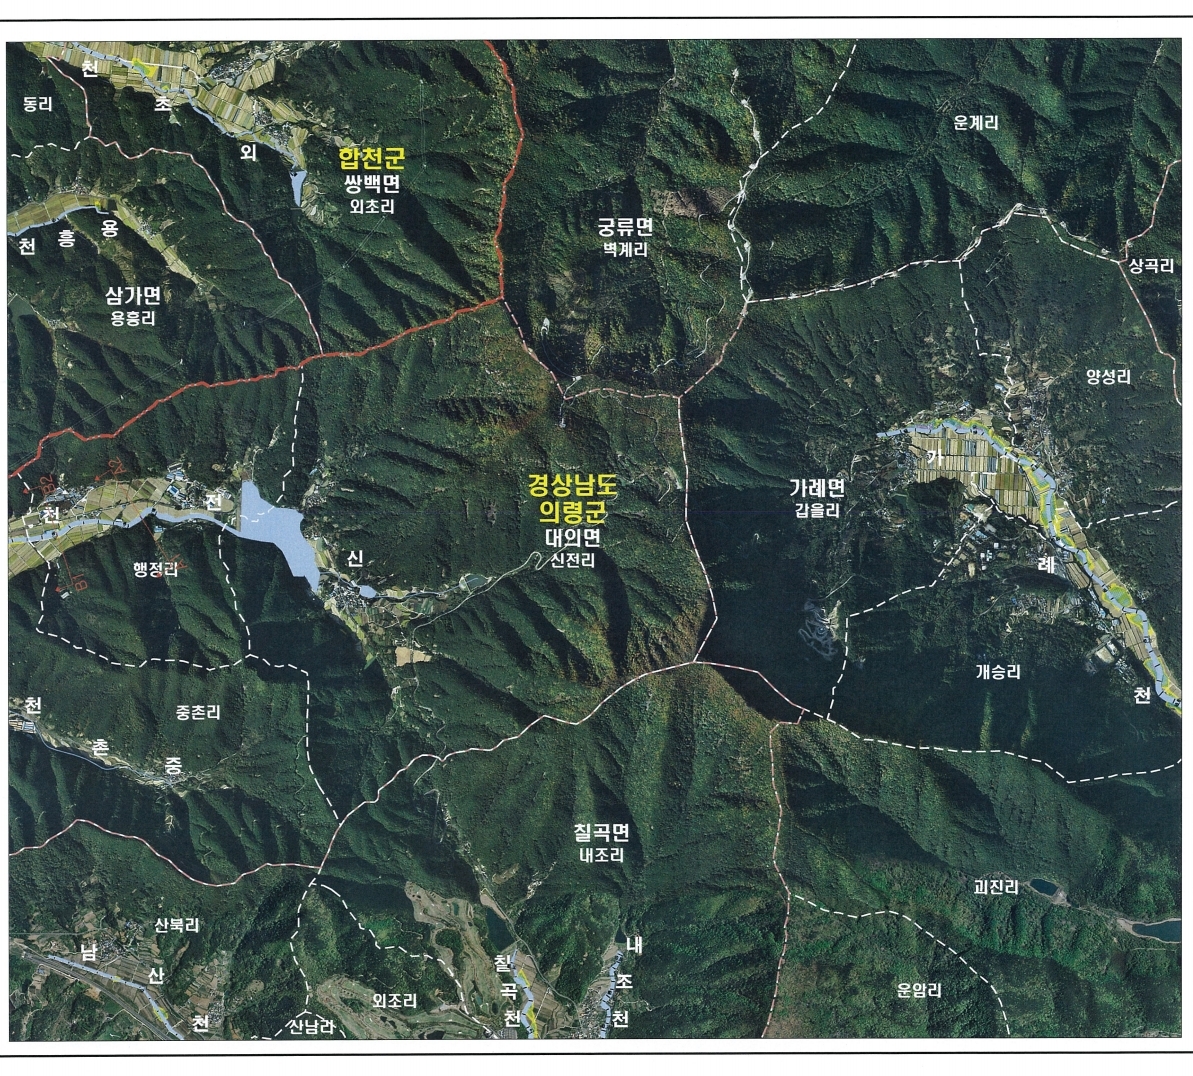 천
초
외
동리
합천군
쌍백면
외초리
운계리
천
흥
용
궁류면
벽계리
상곡리
삼가면
용흥리
양성리
경상남도
의령군
대의면
신전리
가례면
갑을리
가
례
천
천
전
신
A2
B2
B1
행정리
개승리
천
촌
중
중촌리
칠곡면
내조리
괴진리
산북리
남
산
천
칠
곡
천
내
조
천
외조리
산남리
운암리